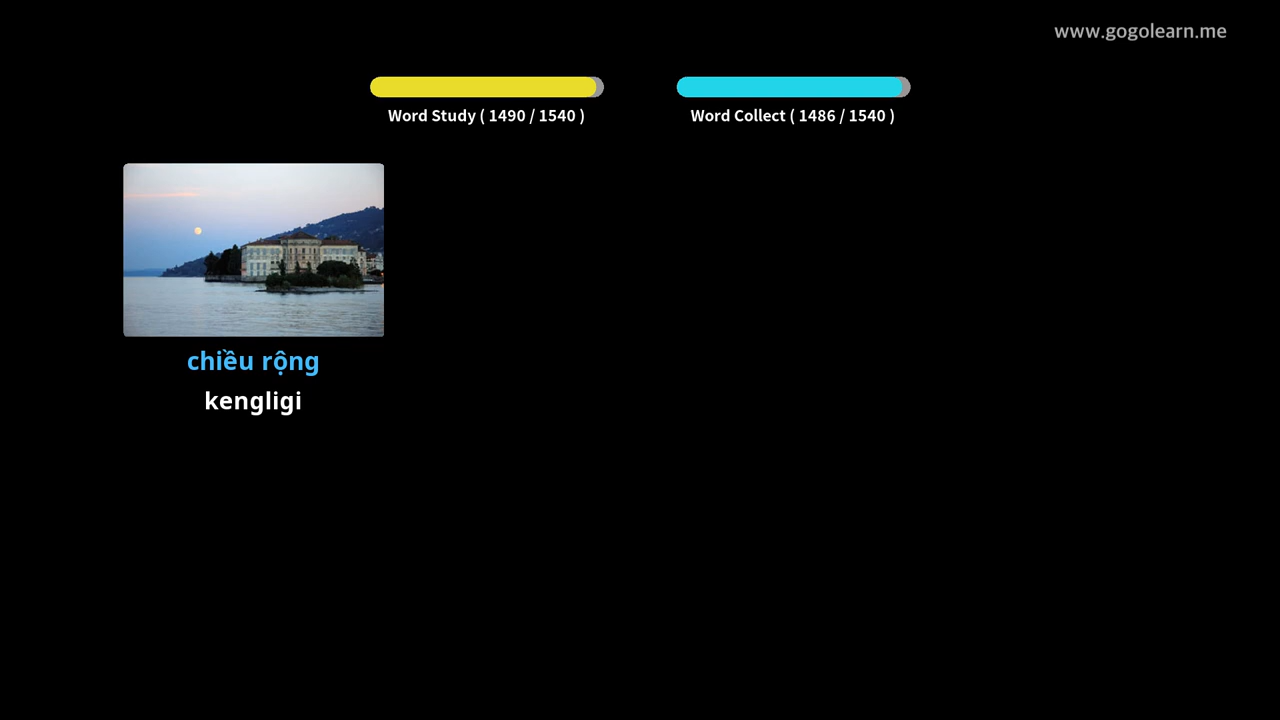 www.gogolearn.me
Word Study ( 1490 / 1540 )
Word Collect ( 1486 / 1540 )
chiều rộng
kengligi